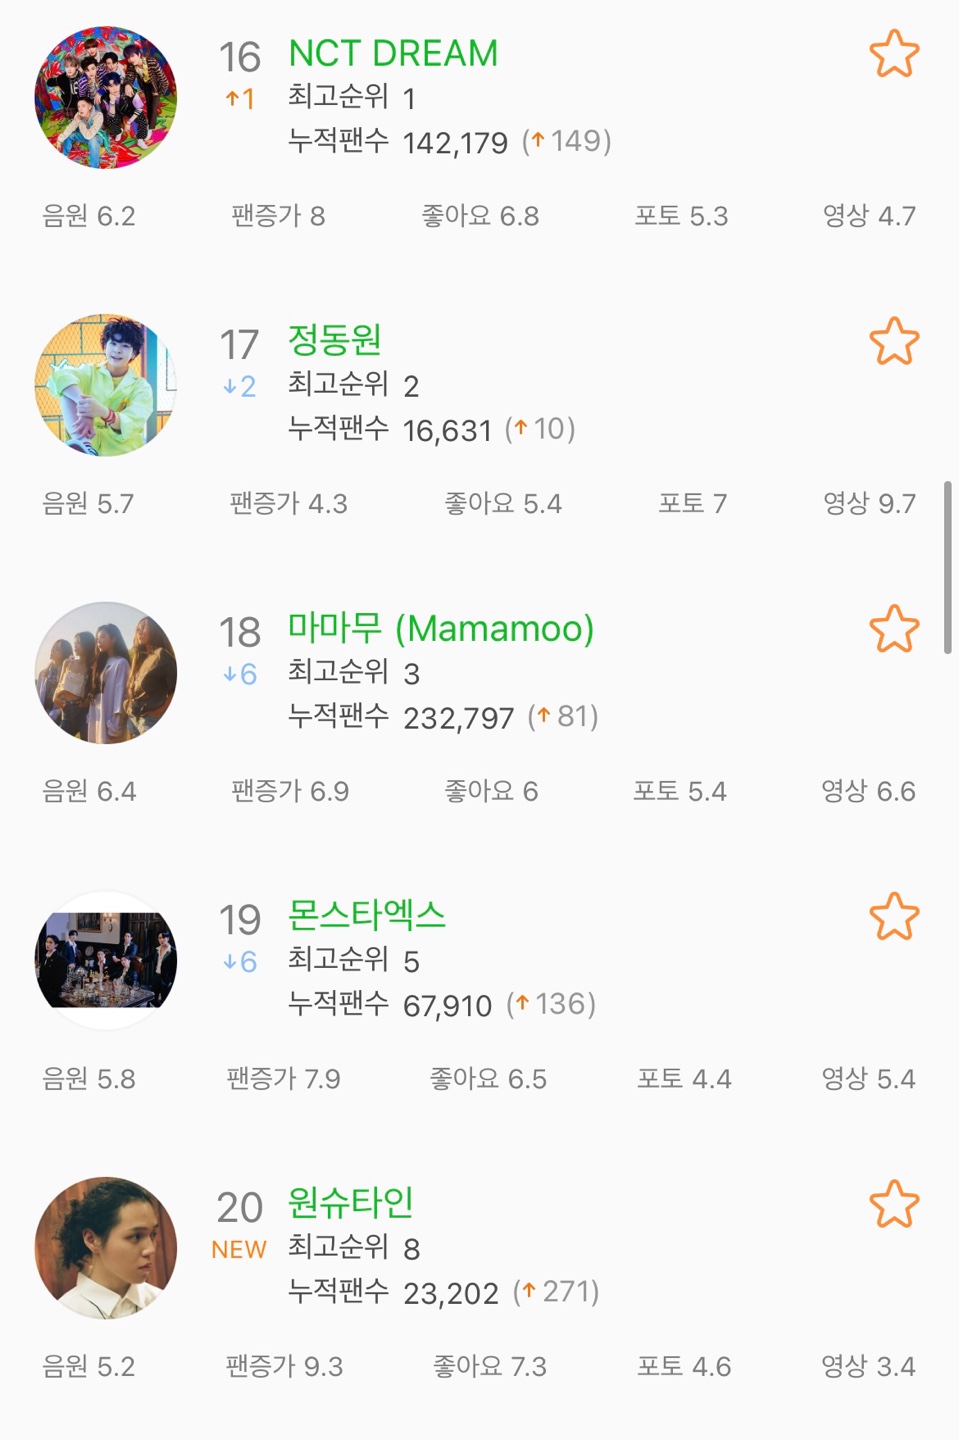 16 NCT DREAM
↑1 최고순위 1
누적팬수 142,179 (↑149)
음원 6.2 팬증가 8 좋아요 6.8 포토 5.3 영상 4.7
17 정동원
↓2 최고순위 2
누적팬수 16,631 (↑10)
음원 5.7 팬증가 4.3 좋아요 5.4 포토 7 영상 9.7
18 마마무 (Mamamoo)
↓6 최고순위 3
누적팬수 232,797 (↑81)
음원 6.4 팬증가 6.9 좋아요 6 포토 5.4 영상 6.6
19 몬스타엑스
↓6 최고순위 5
누적팬수 67,910 (↑136)
음원 5.8 팬증가 7.9 좋아요 6.5 포토 4.4 영상 5.4
20 원슈타인
NEW 최고순위 8
누적팬수 23,202 (↑271)
음원 5.2 팬증가 9.3 좋아요 7.3 포토 4.6 영상 3.4